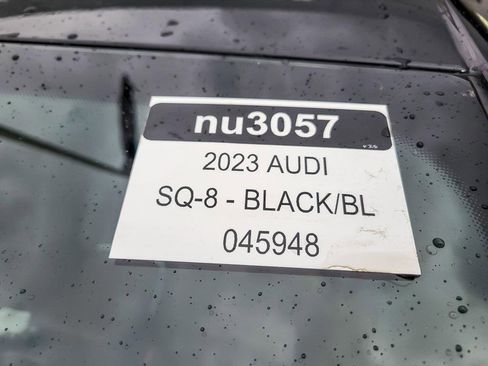 nu3057
2023 AUDI
SQ-8 - BLACK/BL
045948